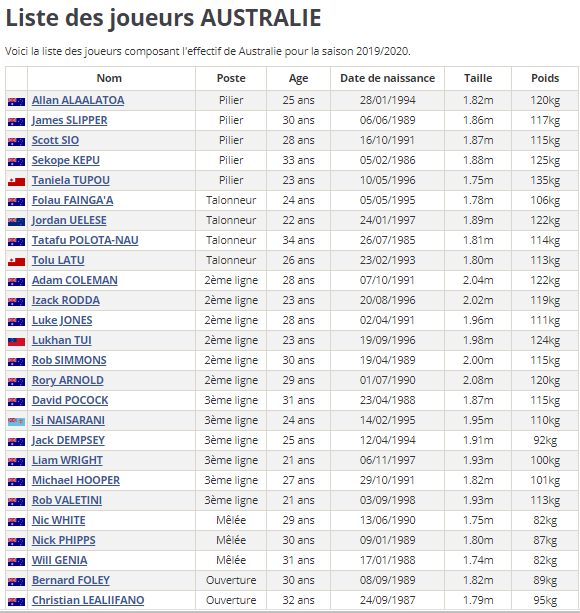 Liste des joueurs AUSTRALIE
Voici la liste des joueurs composant l'effectif de Australie pour la saison 2019/2020.
Nom Poste Age Date de naissance Taille Poids
Allan ALAALATOA Pilier 25 ans 28/01/1994 1.82m 120kg
James SLIPPER Pilier 30 ans 06/06/1989 1.86m 117kg
Scott SIO Pilier 28 ans 16/10/1991 1.87m 115kg
Sekope KEPU Pilier 33 ans 05/02/1986 1.88m 125kg
Taniela TUPOU Pilier 23 ans 10/05/1996 1.75m 135kg
Folau FAINGA'A Talonneur 24 ans 05/05/1995 1.78m 106kg
Jordan UELESE Talonneur 22 ans 24/01/1997 1.89m 122kg
Tatafu POLOTA-NAU Talonneur 34 ans 26/07/1985 1.81m 114kg
Tolu LATU Talonneur 26 ans 23/02/1993 1.80m 113kg
Adam COLEMAN 2ème ligne 28 ans 07/10/1991 2.04m 122kg
Izack RODDA 2ème ligne 23 ans 20/08/1996 2.02m 119kg
Luke JONES 2ème ligne 28 ans 02/04/1991 1.96m 111kg
Lukhan TUI 2ème ligne 23 ans 19/09/1996 1.98m 124kg
Rob SIMMONS 2ème ligne 30 ans 19/04/1989 2.00m 115kg
Rory ARNOLD 2ème ligne 29 ans 01/07/1990 2.08m 120kg
David POCOCK 3ème ligne 31 ans 23/04/1988 1.87m 115kg
Isi NAISARANI 3ème ligne 24 ans 14/02/1995 1.95m 110kg
Jack DEMPSEY 3ème ligne 25 ans 12/04/1994 1.91m 92kg
Liam WRIGHT 3ème ligne 21 ans 06/11/1997 1.93m 100kg
Michael HOOPER 3ème ligne 27 ans 29/10/1991 1.82m 101kg
Rob VALETINI 3ème ligne 21 ans 03/09/1998 1.93m 113kg
Nic WHITE Mêlée 29 ans 13/06/1990 1.75m 82kg
Nick PHIPPS Mêlée 30 ans 09/01/1989 1.80m 87kg
Will GENIA Mêlée 31 ans 17/01/1988 1.74m 82kg
Bernard FOLEY Ouverture 30 ans 08/09/1989 1.82m 89kg
Christian LEALIIFANO Ouverture 32 ans 24/09/1987 1.79m 95kg